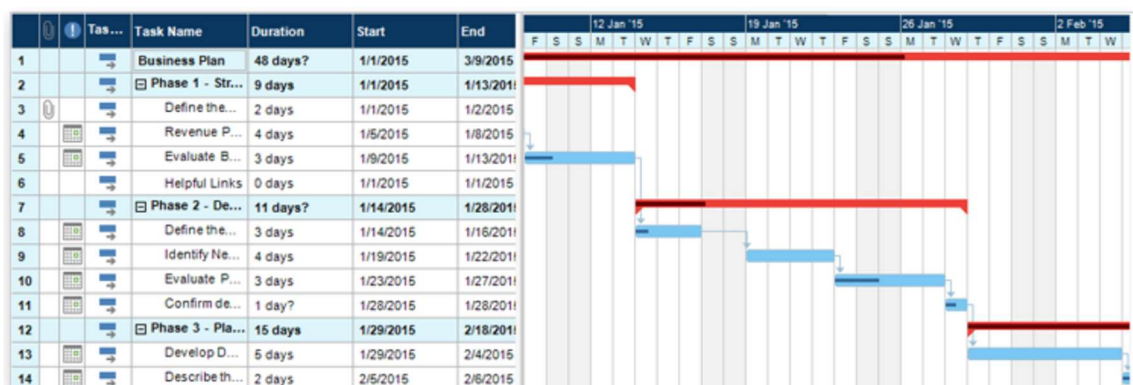 12 Jan '15 19 Jan '15 26 Jan '15 2 Feb '15
Tas... Task Name Duration Start End F S S M T W T F S S M T W T F S S M T W T F S S M T W
1 Business Plan 48 days? 1/1/2015 3/9/2015
2 Phase 1 - Str... 9 days 1/1/2015 1/13/201
3 Define the... 2 days 1/1/2015 1/2/2015
4 Revenue P... 4 days 1/5/2015 1/8/2015
5 Evaluate B... 3 days 1/9/2015 1/13/201
6 Helpful Links 0 days 1/1/2015 1/1/2015
7 Phase 2 - De... 11 days? 1/14/2015 1/28/201
8 Define the... 3 days 1/14/2015 1/16/201
9 Identify Ne... 4 days 1/19/2015 1/22/201
10 Evaluate P... 3 days 1/23/2015 1/27/201
11 Confirm de... 1 day? 1/28/2015 1/28/201
12 Phase 3 - Pla... 15 days 1/29/2015 2/18/201
13 Develop D... 5 days 1/29/2015 2/4/2015
14 Describe th... 2 days 2/5/2015 2/6/2015